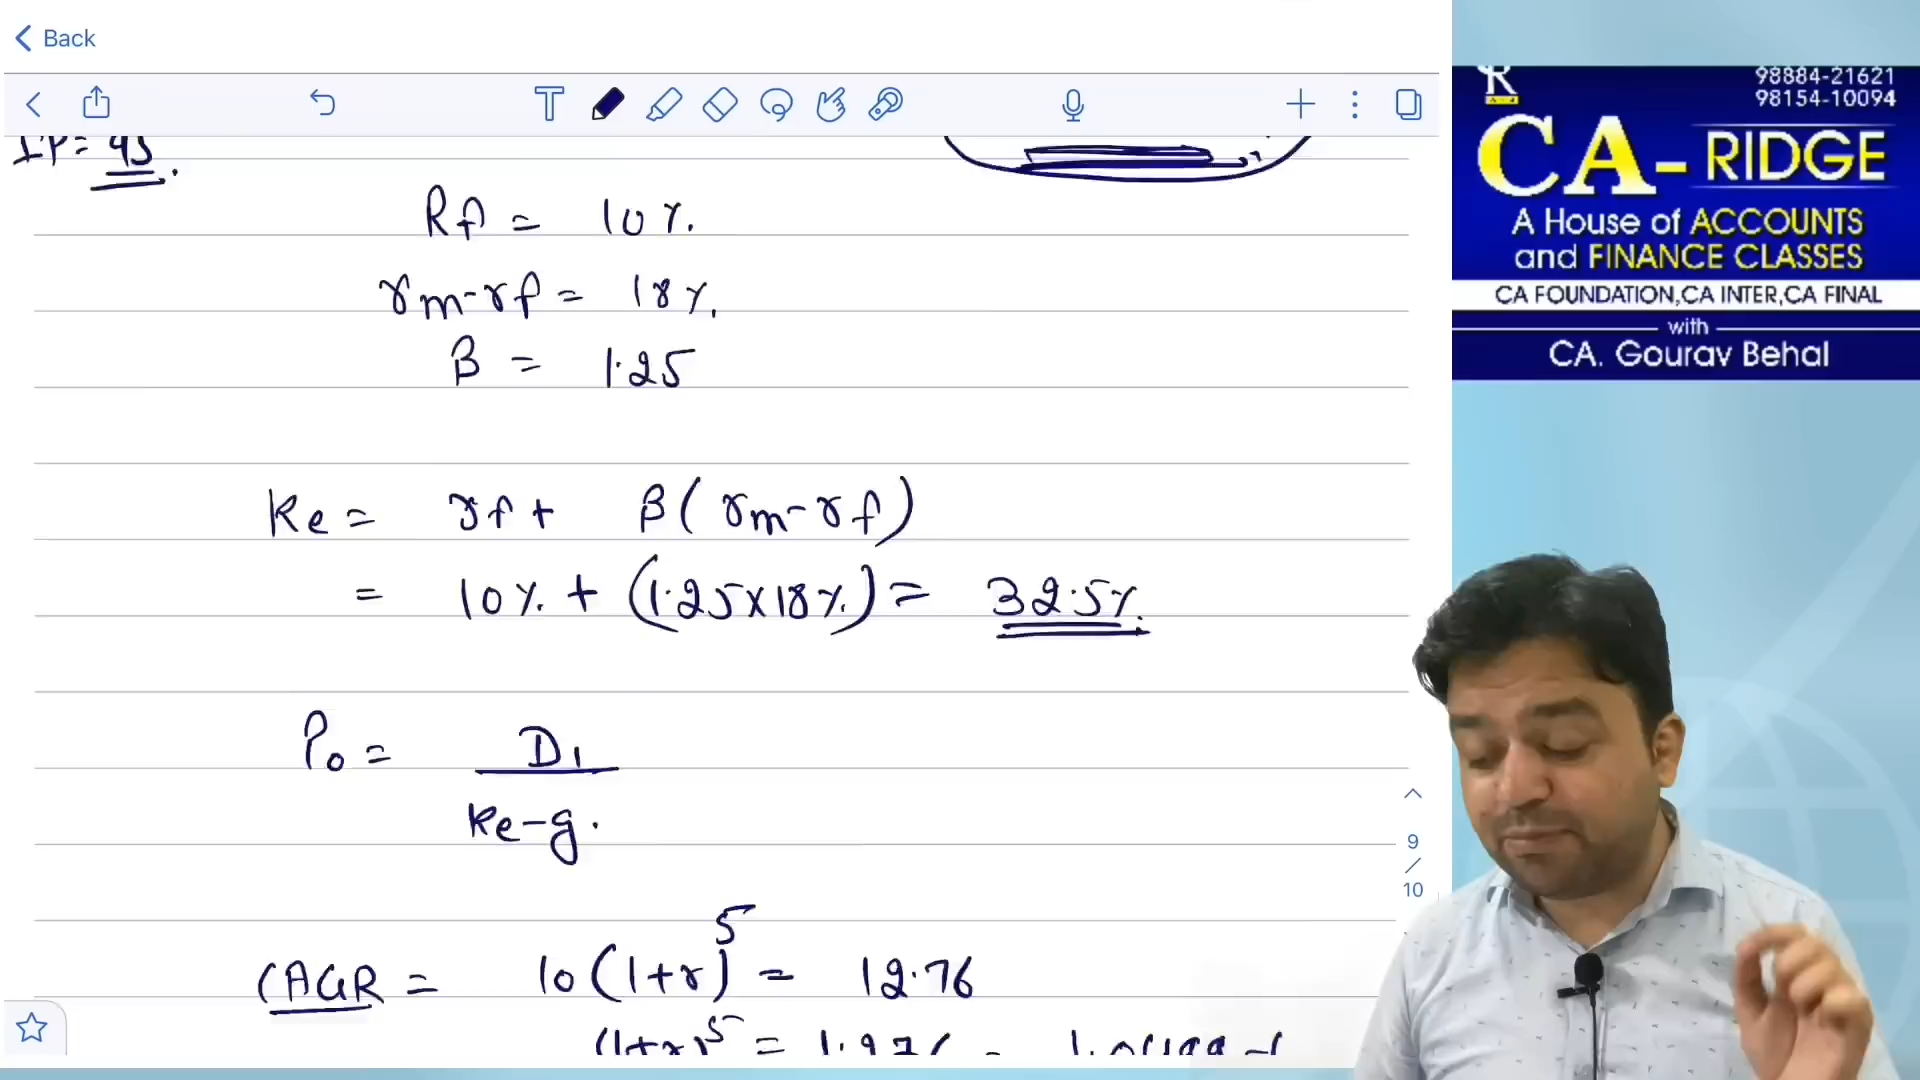 Back
98884-21621
98154-10094
CA-RIDGE
A House of ACCOUNTS
and FINANCE CLASSES
CA FOUNDATION,CA INTER,CA FINAL
with
CA. Gourav Behal
Rf = 10%.
rm-rf = 18%.
β = 1.25
Ke = rf + β(rm-rf)
= 10% + (1.25x18%) = 32.5%.
P0 = D1
Ke-g.
CAGR = 10(1+r)^5 = 12.76
(1+r)^5 =
9
/
10